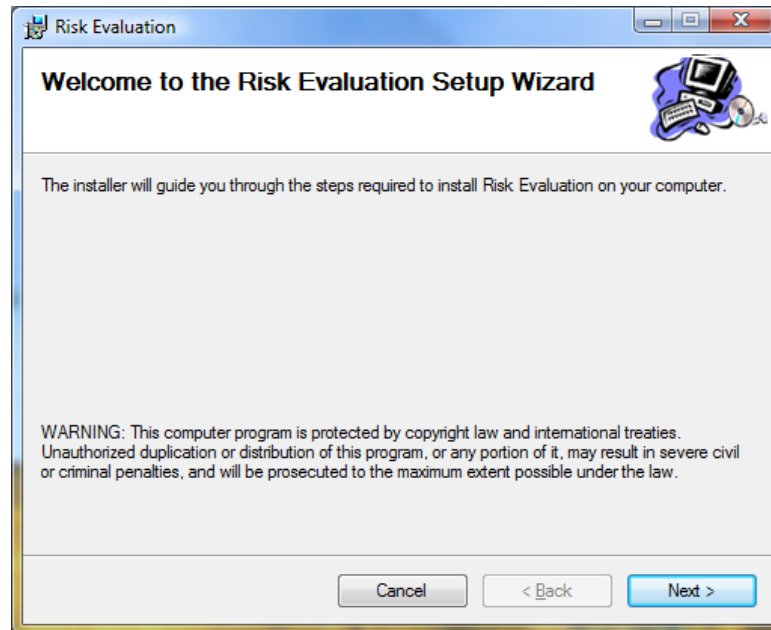 Risk Evaluation
Welcome to the Risk Evaluation Setup Wizard
The installer will guide you through the steps required to install Risk Evaluation on your computer.
WARNING: This computer program is protected by copyright law and international treaties.
Unauthorized duplication or distribution of this program, or any portion of it, may result in severe civil
or criminal penalties, and will be prosecuted to the maximum extent possible under the law.
Cancel
< Back
Next >